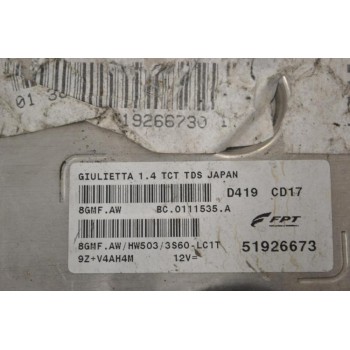 01 3
19266730 1
GIULIETTA 1.4 TCT TDS JAPAN
D419 CD17
8GMF.AW BC.0111535.A
FPT
8GMF.AW/HW503/3S60-LC1T 51926673
9Z+V4AH4M 12V=